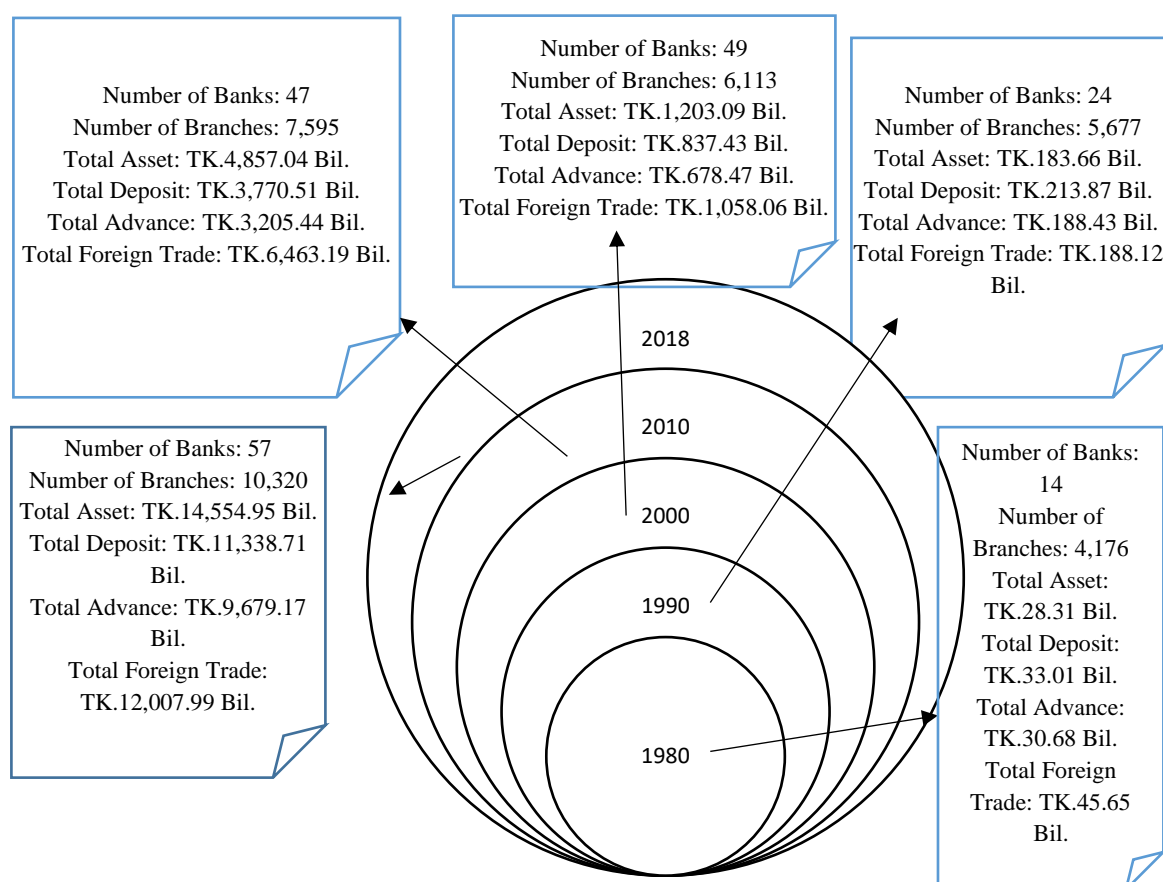 Number of Banks: 47
Number of Branches: 7,595
Total Asset: TK.4,857.04 Bil.
Total Deposit: TK.3,770.51 Bil.
Total Advance: TK.3,205.44 Bil.
Total Foreign Trade: TK.6,463.19 Bil.
Number of Banks: 49
Number of Branches: 6,113
Total Asset: TK.1,203.09 Bil.
Total Deposit: TK.837.43 Bil.
Total Advance: TK.678.47 Bil.
Total Foreign Trade: TK.1,058.06 Bil.
Number of Banks: 24
Number of Branches: 5,677
Total Asset: TK.183.66 Bil.
Total Deposit: TK.213.87 Bil.
Total Advance: TK.188.43 Bil.
Total Foreign Trade: TK.188.12
Bil.
2018
2010
2000
1990
1980
Number of Banks: 57
Number of Branches: 10,320
Total Asset: TK.14,554.95 Bil.
Total Deposit: TK.11,338.71
Bil.
Total Advance: TK.9,679.17
Bil.
Total Foreign Trade:
TK.12,007.99 Bil.
Number of Banks:
14
Number of
Branches: 4,176
Total Asset:
TK.28.31 Bil.
Total Deposit:
TK.33.01 Bil.
Total Advance:
TK.30.68 Bil.
Total Foreign
Trade: TK.45.65
Bil.